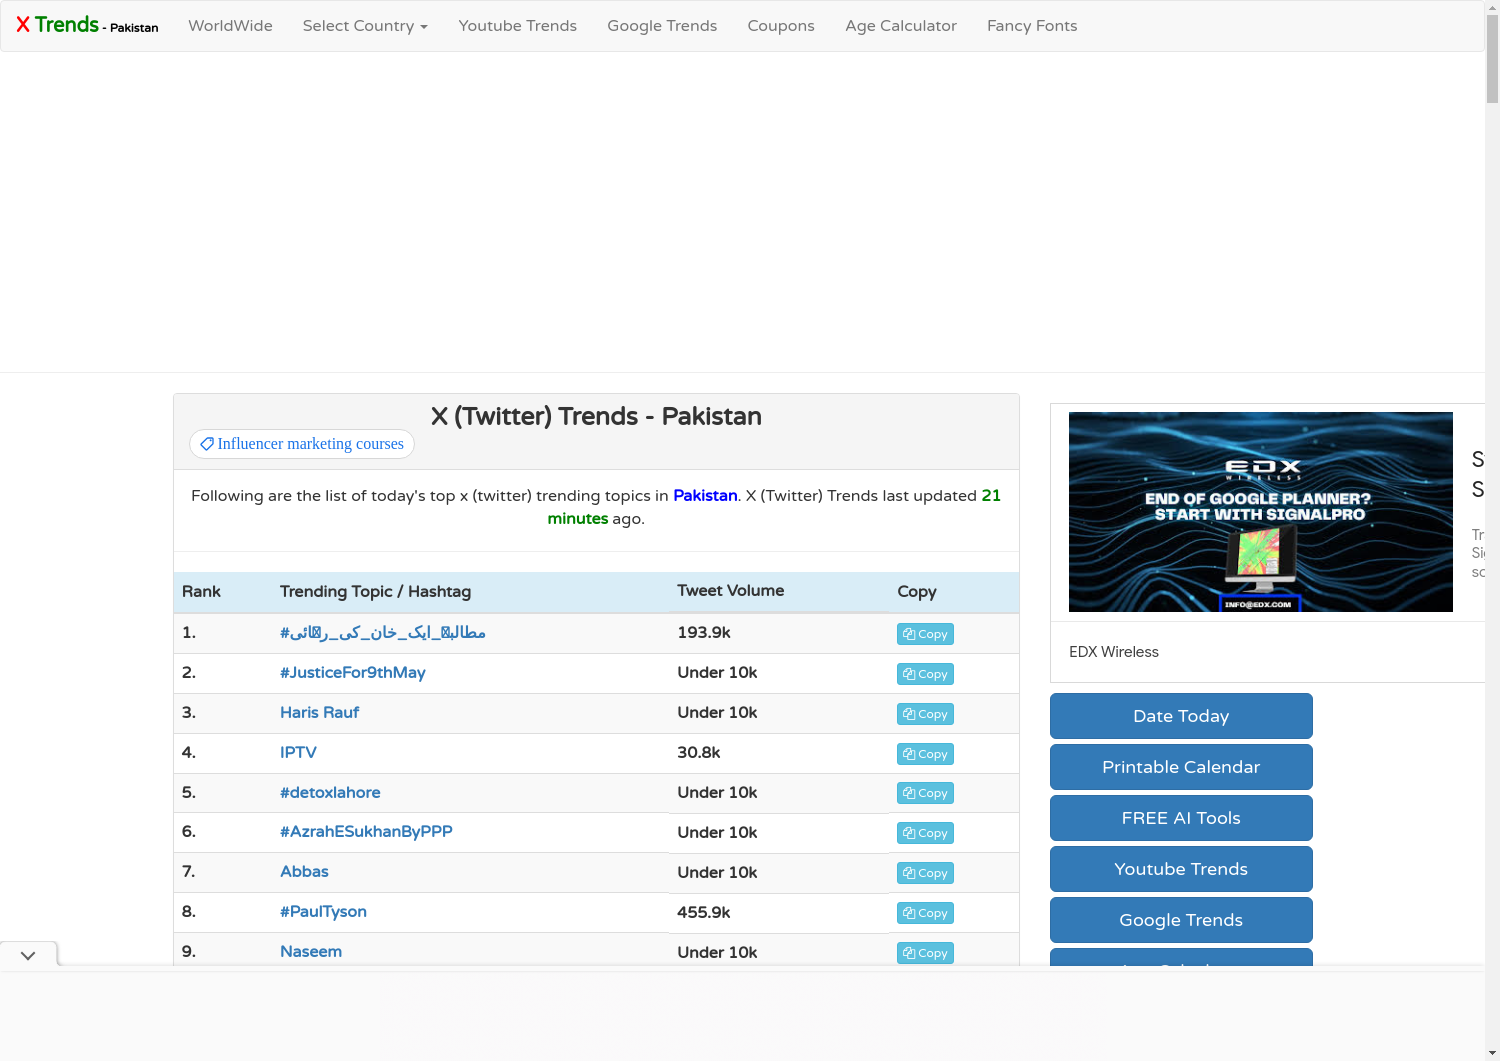 X Trends - Pakistan WorldWide Select Country Youtube Trends Google Trends Coupons Age Calculator Fancy Fonts
X (Twitter) Trends - Pakistan
Influencer marketing courses
Following are the list of today's top x (twitter) trending topics in Pakistan. X (Twitter) Trends last updated 21
minutes ago.
Rank Trending Topic / Hashtag Tweet Volume Copy
1. 193.9k Copy
2. #JusticeFor9thMay Under 10k Copy
3. Haris Rauf Under 10k Copy
4. IPTV 30.8k Copy
5. #detoxlahore Under 10k Copy
6. #AzrahESukhanByPPP Under 10k Copy
7. Abbas Under 10k Copy
8. #PaulTyson 455.9k Copy
9. Naseem Under 10k Copy
EDX
WIRELESS
END OF GOOGLE PLANNER?
START WITH SIGNALPRO
INFO@EDX.COM
EDX Wireless
Date Today
Printable Calendar
FREE AI Tools
Youtube Trends
Google Trends